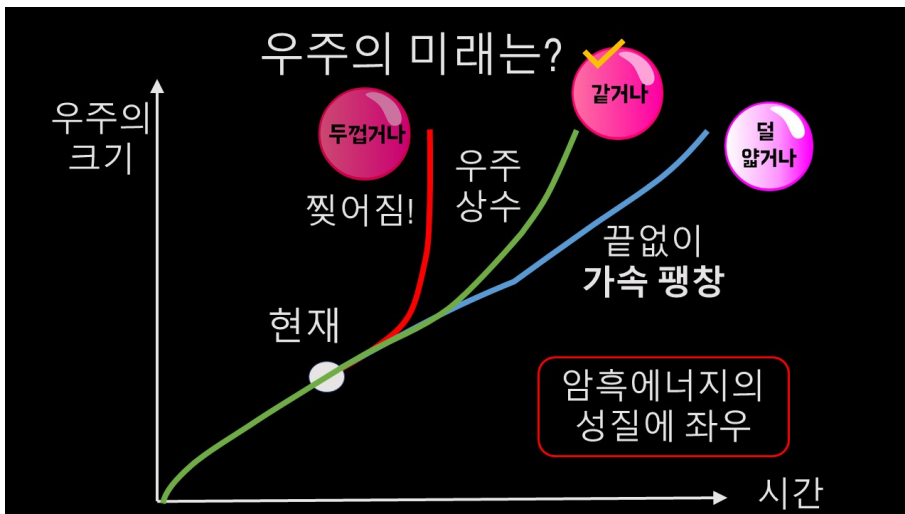 우주의 미래는?
우주의
크기
두껍거나
같거나
덜
얇거나
찢어짐!
우주
상수
끝없이
가속 팽창
현재
암흑에너지의
성질에 좌우
시간